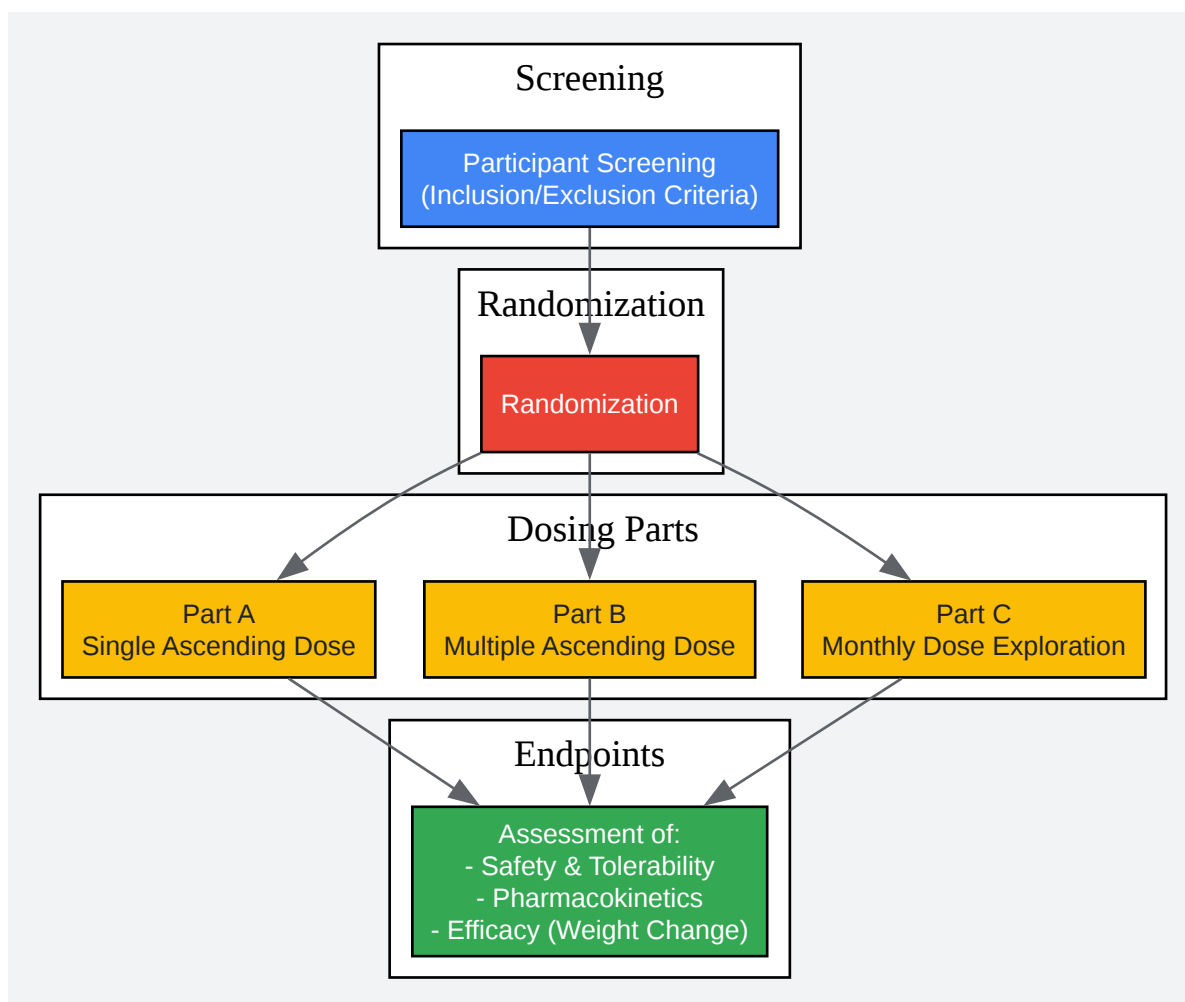 Screening
Participant Screening
(Inclusion/Exclusion Criteria)
Randomization
Randomization
Dosing Parts
Part A
Single Ascending Dose
Part B
Multiple Ascending Dose
Part C
Monthly Dose Exploration
Endpoints
Assessment of:
- Safety & Tolerability
- Pharmacokinetics
- Efficacy (Weight Change)